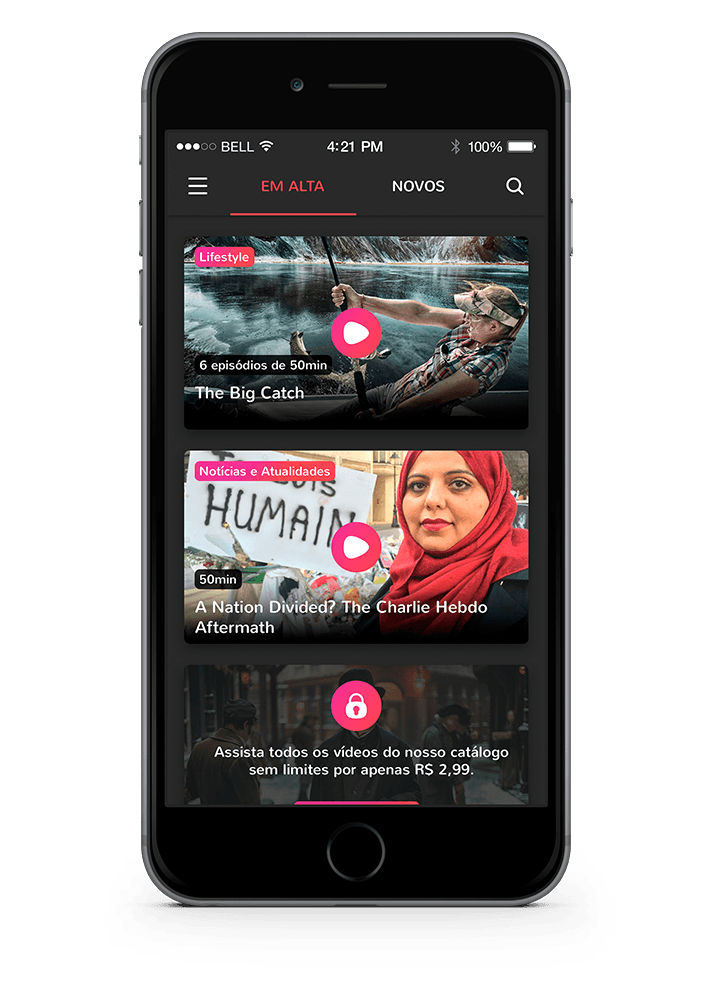 BELL 4:21 PM 100%
EM ALTA NOVOS
Lifestyle
6 episódios de 50min
The Big Catch
Notícias e Atualidades
HUMAIN
50min
A Nation Divided? The Charlie Hebdo
Aftermath
Assista todos os vídeos do nosso catálogo
sem limites por apenas R$ 2,99.